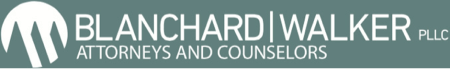 BLANCHARD|WALKER PLLC
ATTORNEYS AND COUNSELORS